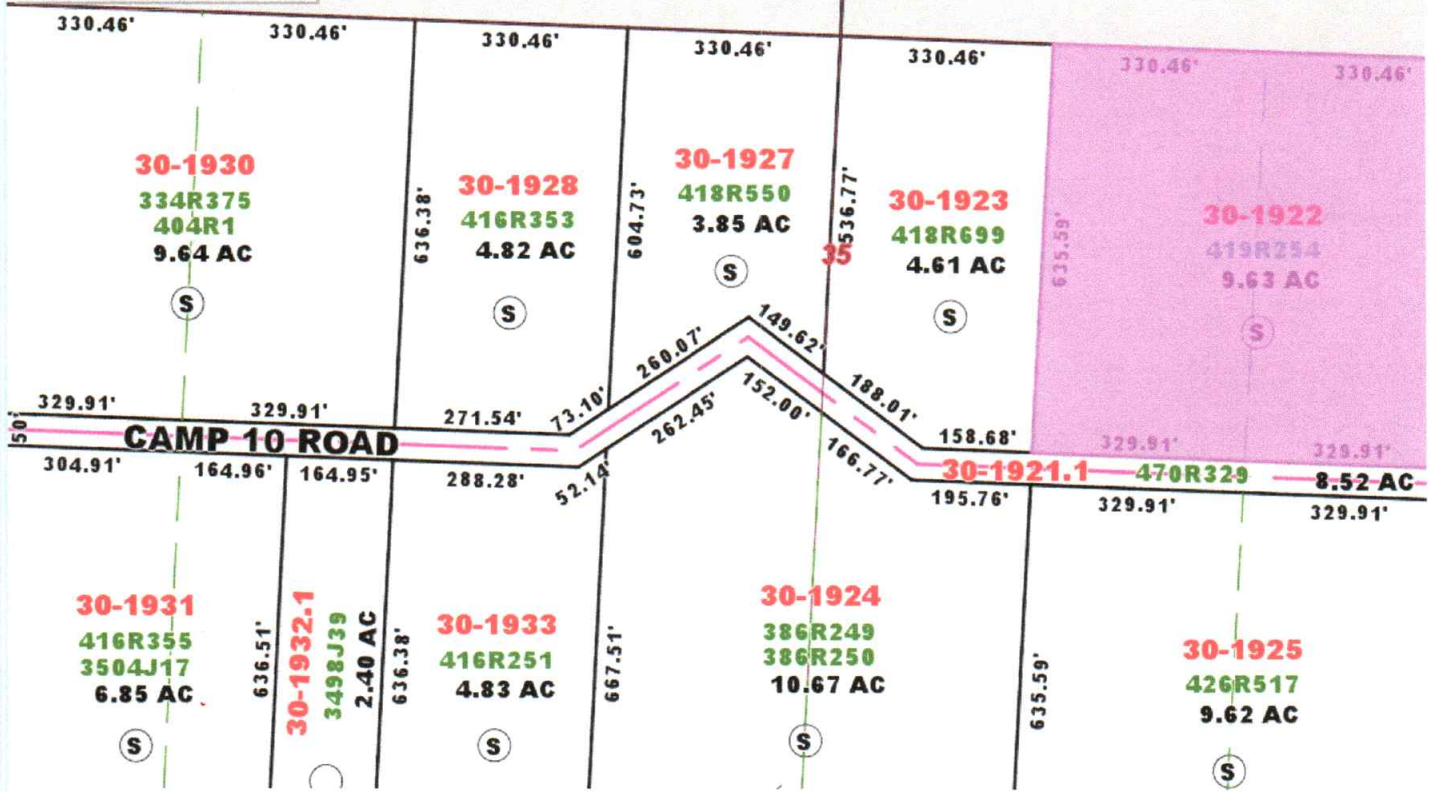 330.46'
330.46'
330.46'
330.46'
330.46'
330.46'
330.46'
30-1930
334R375
404R1
9.64 AC
S
636.38'
30-1928
416R353
4.82 AC
S
604.73'
30-1927
418R550
3.85 AC
S
536.77'
35
30-1923
418R699
4.61 AC
S
635.59'
30-1922
419R254
9.63 AC
S
329.91'
329.91'
271.54'
73.10'
260.07'
149.62'
188.01'
158.68'
329.91'
329.91'
50'
CAMP 10 ROAD
30-1921.1
470R329
8.52 AC
304.91'
164.96'
164.95'
288.28'
52.14'
262.45'
152.00'
166.77'
195.76'
329.91'
329.91'
30-1931
416R355
3504J17
6.85 AC
S
636.51'
30-1932.1
3498J39
2.40 AC
636.38'
30-1933
416R251
4.83 AC
S
667.51'
30-1924
386R249
386R250
10.67 AC
S
635.59'
30-1925
426R517
9.62 AC
S